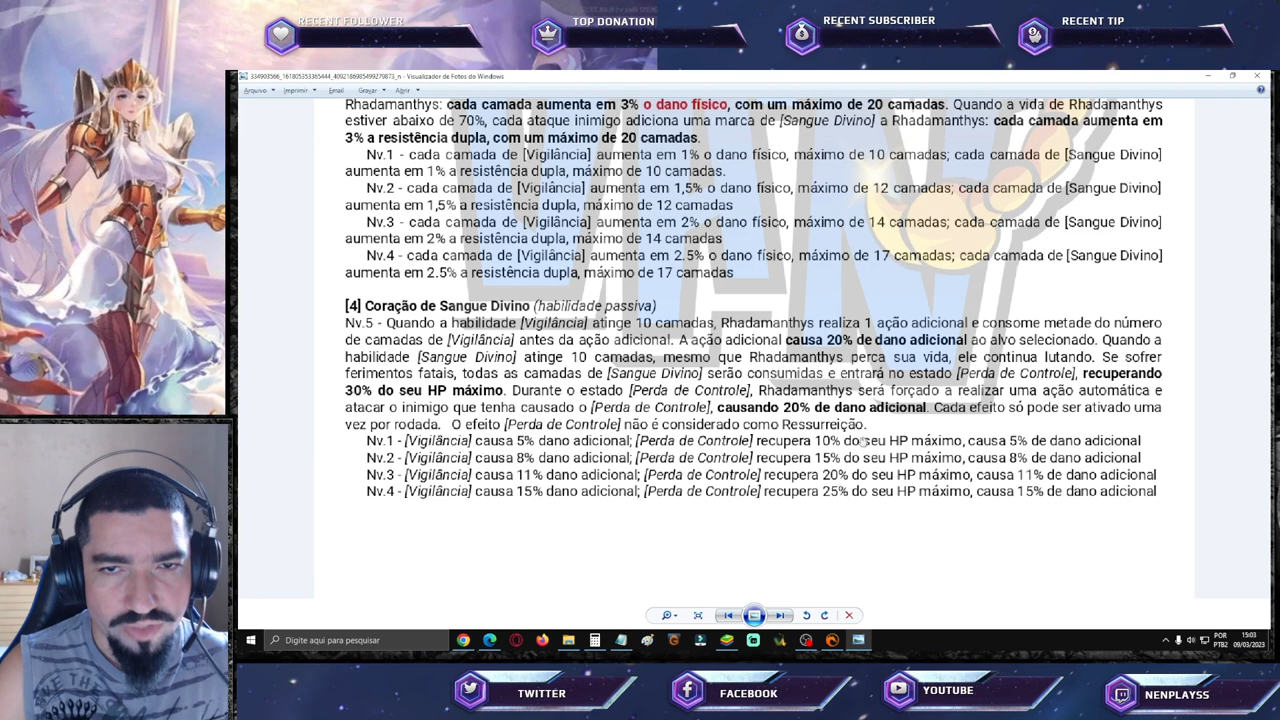 RECENT FOLLOWER
TOP DONATION
RECENT SUBSCRIBER
RECENT TIP
334903566_161805353365444_4092186985499279873_n - Visualizador de Fotos do Windows
Arquivo Imprimir Email Gravar Abrir
Rhadamanthys: cada camada aumenta em 3% o dano físico, com um máximo de 20 camadas. Quando a vida de Rhadamanthys
estiver abaixo de 70%, cada ataque inimigo adiciona uma marca de [Sangue Divino] a Rhadamanthys: cada camada aumenta em
3% a resistência dupla, com um máximo de 20 camadas.
Nv.1 - cada camada de [Vigilância] aumenta em 1% o dano físico, máximo de 10 camadas; cada camada de [Sangue Divino]
aumenta em 1% a resistência dupla, máximo de 10 camadas.
Nv.2 - cada camada de [Vigilância] aumenta em 1,5% o dano físico, máximo de 12 camadas; cada camada de [Sangue Divino]
aumenta em 1,5% a resistência dupla, máximo de 12 camadas
Nv.3 - cada camada de [Vigilância] aumenta em 2% o dano físico, máximo de 14 camadas; cada camada de [Sangue Divino]
aumenta em 2% a resistência dupla, máximo de 14 camadas
Nv.4 - cada camada de [Vigilância] aumenta em 2.5% o dano físico, máximo de 17 camadas; cada camada de [Sangue Divino]
aumenta em 2.5% a resistência dupla, máximo de 17 camadas
[4] Coração de Sangue Divino (habilidade passiva)
Nv.5 - Quando a habilidade [Vigilância] atinge 10 camadas, Rhadamanthys realiza 1 ação adicional e consome metade do número
de camadas de [Vigilância] antes da ação adicional. A ação adicional causa 20% de dano adicional ao alvo selecionado. Quando a
habilidade [Sangue Divino] atinge 10 camadas, mesmo que Rhadamanthys perca sua vida, ele continua lutando. Se sofrer
ferimentos fatais, todas as camadas de [Sangue Divino] serão consumidas e entrará no estado [Perda de Controle], recuperando
30% do seu HP máximo. Durante o estado [Perda de Controle], Rhadamanthys será forçado a realizar uma ação automática e
atacar o inimigo que tenha causado o [Perda de Controle], causando 20% de dano adicional. Cada efeito só pode ser ativado uma
vez por rodada. O efeito [Perda de Controle] não é considerado como Ressurreição.
Nv.1 - [Vigilância] causa 5% dano adicional; [Perda de Controle] recupera 10% do seu HP máximo, causa 5% de dano adicional
Nv.2 - [Vigilância] causa 8% dano adicional; [Perda de Controle] recupera 15% do seu HP máximo, causa 8% de dano adicional
Nv.3 - [Vigilância] causa 11% dano adicional; [Perda de Controle] recupera 20% do seu HP máximo, causa 11% de dano adicional
Nv.4 - [Vigilância] causa 15% dano adicional; [Perda de Controle] recupera 25% do seu HP máximo, causa 15% de dano adicional
Digite aqui para pesquisar
POR
PTB2
15:03
09/03/2023
TWITTER
FACEBOOK
YOUTUBE
NENPLAYSS